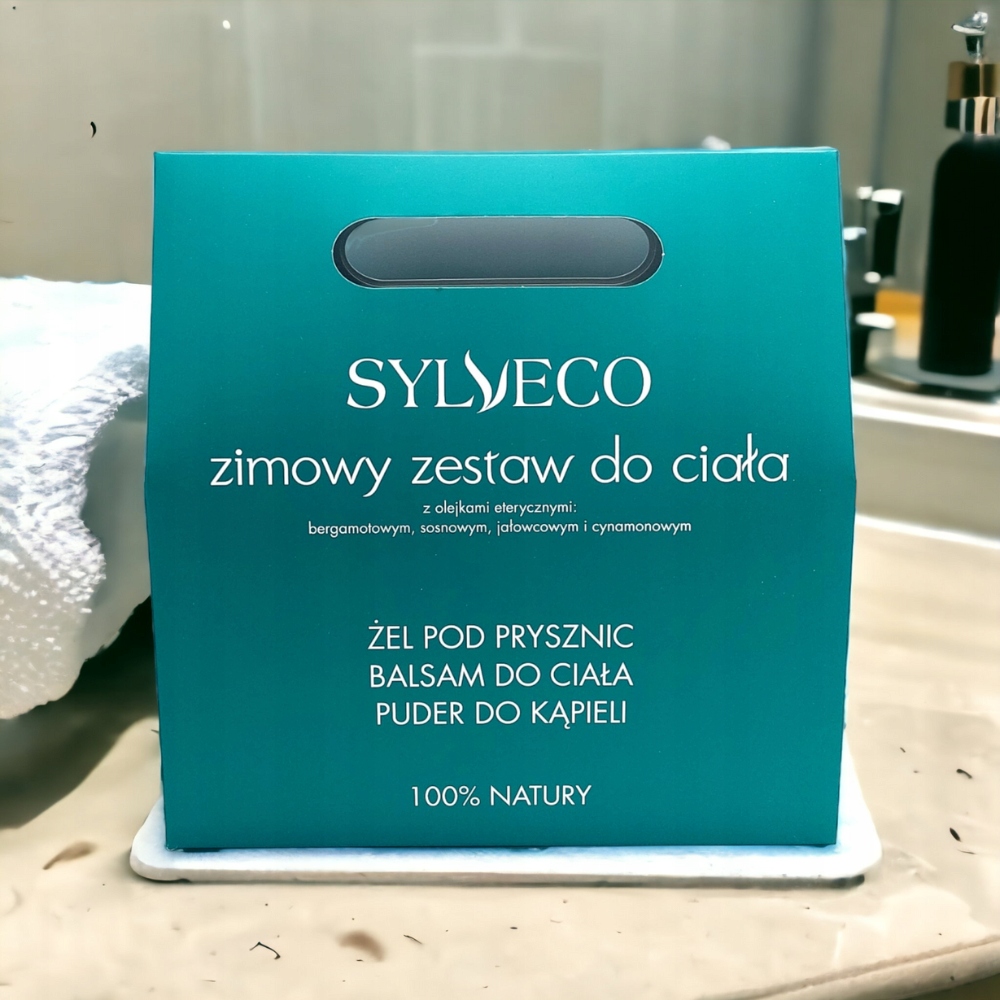 SYLVECO
zimowy zestaw do ciała
z olejkami eterycznymi:
bergamotowym, sosnowym, jałowcowym i cynamonowym
ŻEL POD PRYSZNIC
BALSAM DO CIAŁA
PUDER DO KĄPIELI
100% NATURY